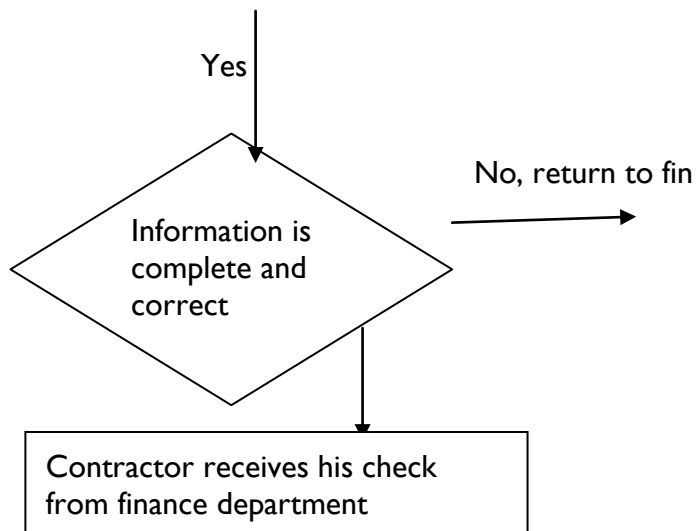 Yes
No, return to fin
Information is
complete and
correct
Contractor receives his check
from finance department